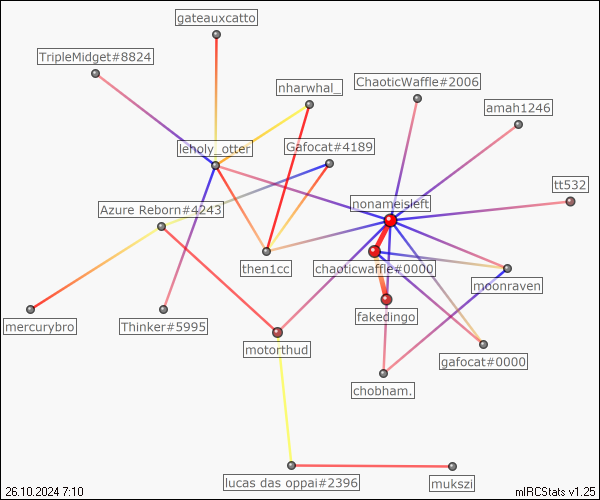 gateauxcatto
TripleMidget#8824
nharwhal_
ChaoticWaffle#2006
amah1246
leholy_otter
Gafocat#4189
tt532
Azure Reborn#4243
nonameisleft
then1cc
chaoticwaffle#0000
moonraven
mercurybro
Thinker#5995
fakedingo
motorthud
gafocat#0000
chobham.
lucas das oppai#2396
mukszi
26.10.2024 7:10
mIRCStats v1.25